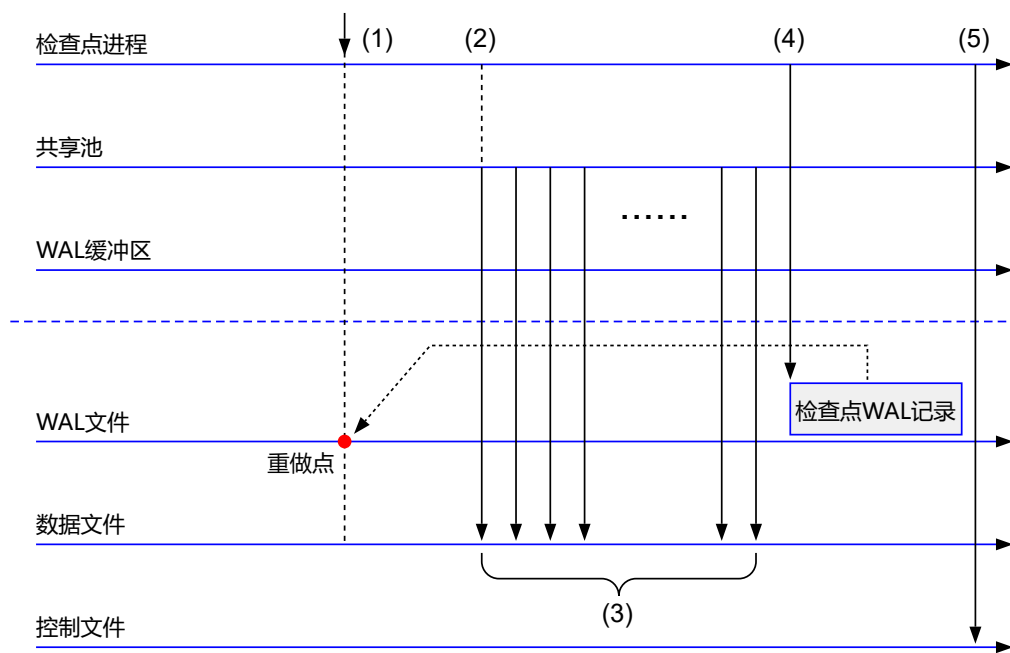 检查点进程
(1)
(2)
(4)
(5)
共享池
......
WAL缓冲区
检查点WAL记录
WAL文件
重做点
数据文件
(3)
控制文件